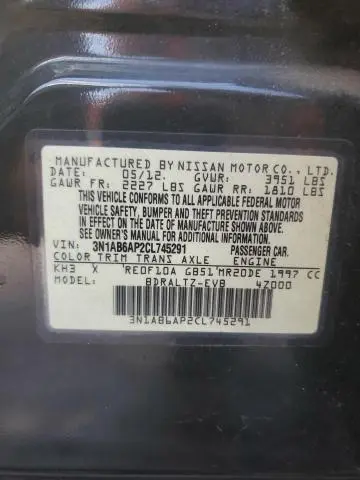 MANUFACTURED BY NISSAN MOTOR CO., LTD.
DATE: 05/12. GVWR: 3951 LBS
GAWR FR: 2227 LBS GAWR RR: 1810 LBS
THIS VEHICLE CONFORMS TO ALL
APPLICABLE FEDERAL MOTOR VEHICLE
SAFETY, BUMPER AND THEFT PREVENTION
STANDARDS IN EFFECT ON THE DATE OF
MANUFACTURE SHOWN ABOVE.
SEE OWNER'S MANUAL FOR ADDITIONAL INFORMATION
VIN: 3N1AB6AP2CL745291 PASSENGER CAR.
COLOR TRIM TRANS AXLE ENGINE
KH3 X RE0F10A GB51 MR20DE 1997 CC
MODEL: BDRALTZ-EVB 47000
3N1AB6AP2CL745291